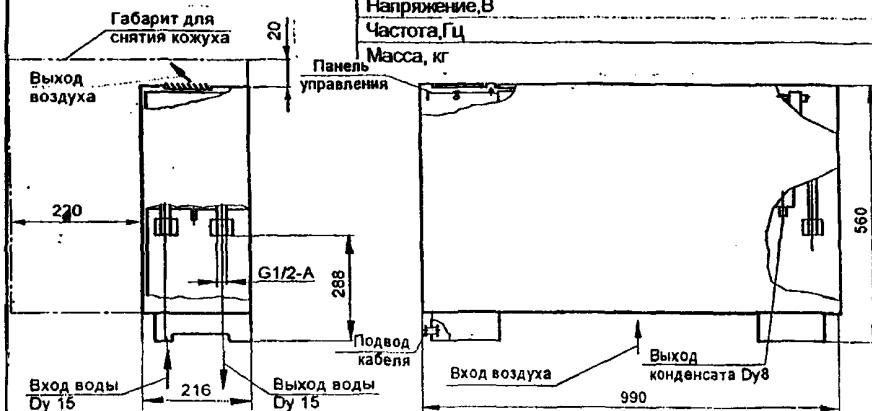 Напряжение,В
Частота,Гц
Масса, кг
Габарит для
снятия кожуха
20
Выход
воздуха
Панель
управления
220
560
288
G1/2-A
Подвод
кабеля
Вход воздуха
Выход
конденсата Dy8
Вход воды
Dy 15
216
Выход воды
Dy 15
990